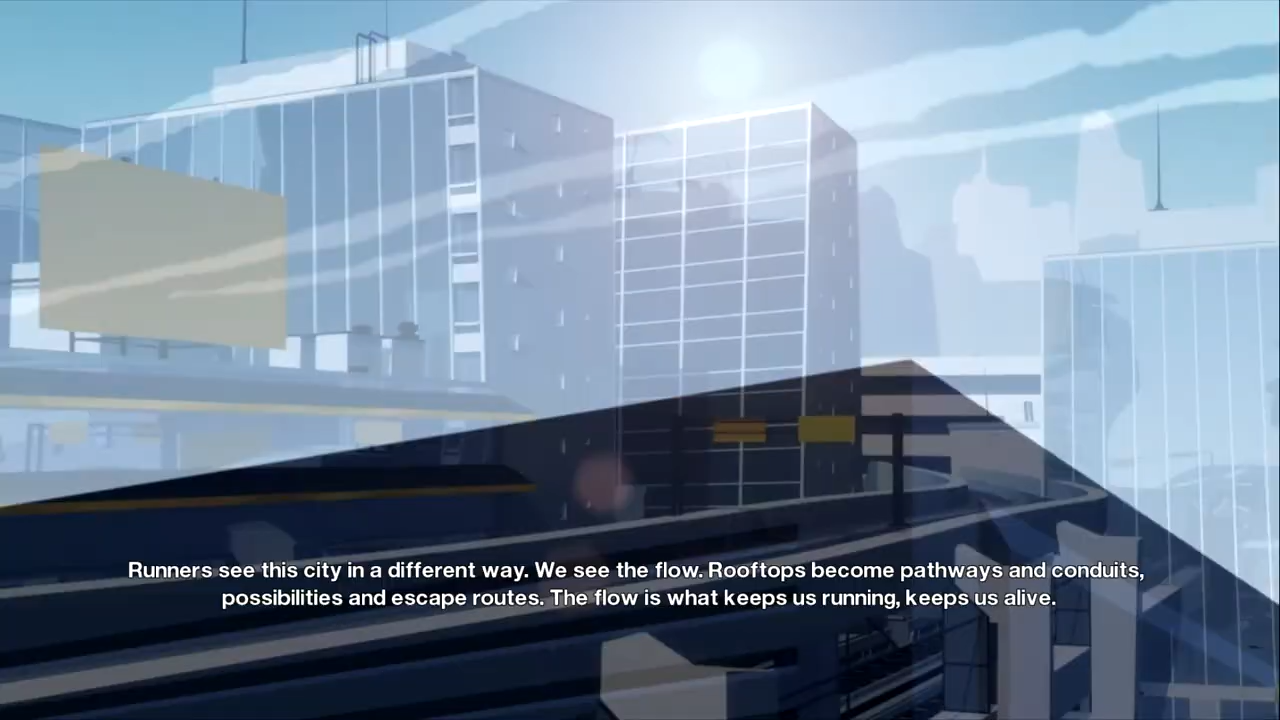 Runners see this city in a different way. We see the flow. Rooftops become pathways and conduits,
possibilities and escape routes. The flow is what keeps us running, keeps us alive.